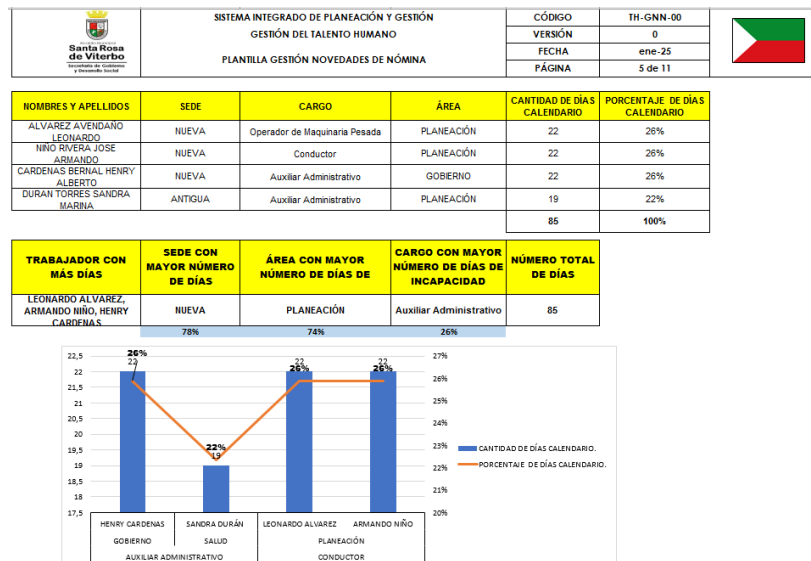 SISTEMA INTEGRADO DE PLANEACIÓN Y GESTIÓN
CÓDIGO TH-GNN-00
GESTIÓN DEL TALENTO HUMANO
VERSIÓN 0
Santa Rosa
de Viterbo
Secretaría de Gobierno
y Desarrollo Social
PLANTILLA GESTIÓN NOVEDADES DE NÓMINA
FECHA ene-25
PÁGINA 5 de 11
NOMBRES Y APELLIDOS SEDE CARGO ÁREA CANTIDAD DE DÍAS CALENDARIO PORCENTAJE DE DÍAS CALENDARIO
ALVAREZ AVENDAÑO LEONARDO NUEVA Operador de Maquinaria Pesada PLANEACIÓN 22 26%
NIÑO RIVERA JOSE ARMANDO NUEVA Conductor PLANEACIÓN 22 26%
CARDENAS BERNAL HENRY ALBERTO NUEVA Auxiliar Administrativo GOBIERNO 22 26%
DURAN TORRES SANDRA MARINA ANTIGUA Auxiliar Administrativo PLANEACIÓN 19 22%
85 100%
TRABAJADOR CON MÁS DÍAS SEDE CON MAYOR NÚMERO DE DÍAS ÁREA CON MAYOR NÚMERO DE DÍAS DE CARGO CON MAYOR NÚMERO DE DÍAS DE INCAPACIDAD NÚMERO TOTAL DE DÍAS
LEONARDO ALVAREZ, ARMANDO NIÑO, HENRY CARDENAS NUEVA PLANEACIÓN Auxiliar Administrativo 85
78% 74% 26%
22,5
22
21,5
21
20,5
20
19,5
19
18,5
18
17,5
26%
22
22%
19
22
26%
22
26%
27%
26%
25%
24%
23%
22%
21%
20%
CANTIDAD DE DÍAS CALENDARIO.
PORCENTAJE DE DÍAS CALENDARIO.
HENRY CARDENAS SANDRA DURÁN LEONARDO ALVAREZ ARMANDO NIÑO
GOBIERNO SALUD PLANEACIÓN
AUXILIAR ADMINISTRATIVO CONDUCTOR